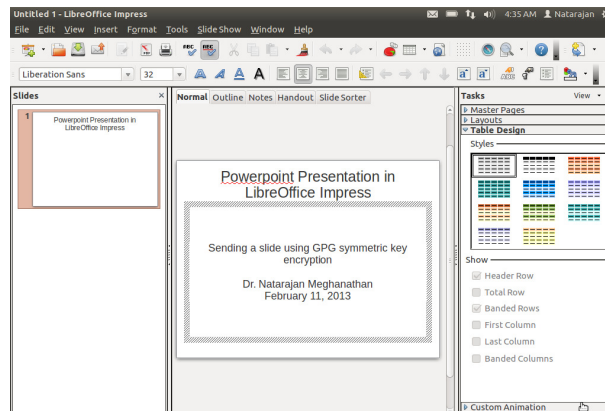 Untitled 1 - LibreOffice Impress
4:35 AM Natarajan
File Edit View Insert Format Tools Slide Show Window Help
Liberation Sans 32
Slides
1
Powerpoint Presentation in
LibreOffice Impress
Normal Outline Notes Handout Slide Sorter
Powerpoint Presentation in
LibreOffice Impress
Sending a slide using GPG symmetric key
encryption
Dr. Natarajan Meghanathan
February 11, 2013
Tasks View
Master Pages
Layouts
Table Design
Styles
Show
Header Row
Total Row
Banded Rows
First Column
Last Column
Banded Columns
Custom Animation